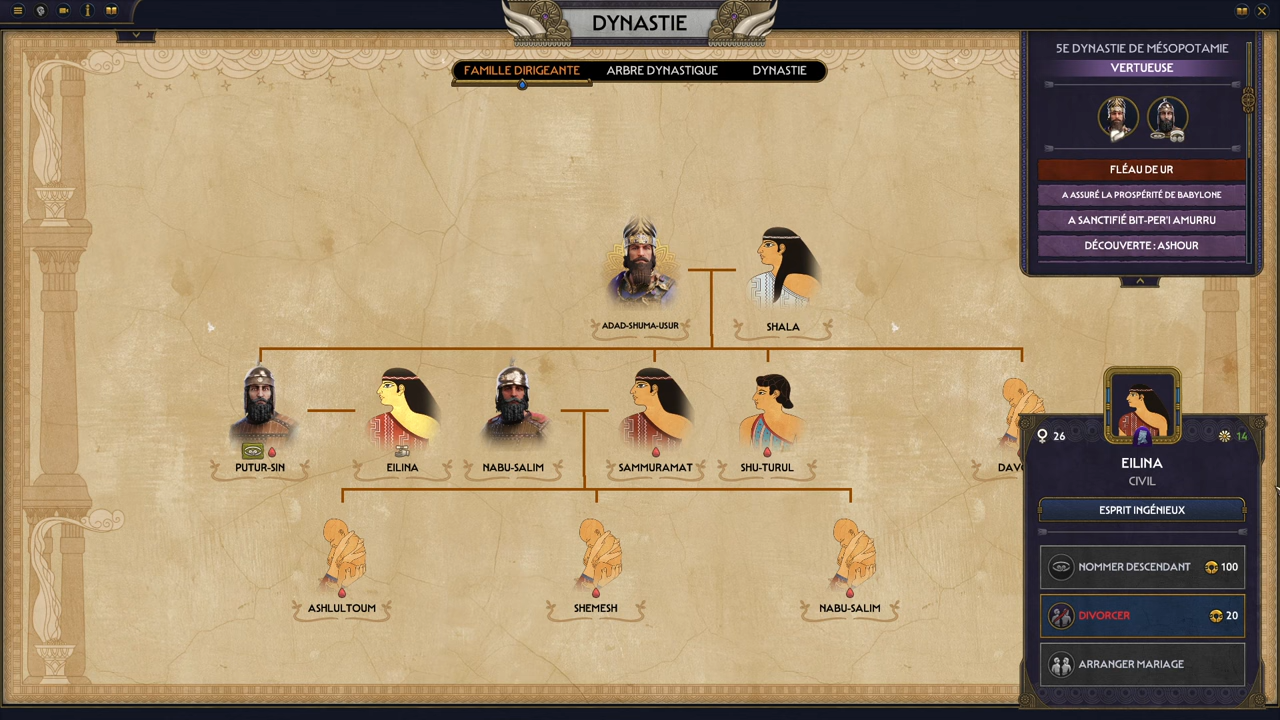 DYNASTIE
FAMILLE DIRIGEANTE
ARBRE DYNASTIQUE
DYNASTIE
5E DYNASTIE DE MÉSOPOTAMIE
VERTUEUSE
FLÉAU DE UR
A ASSURÉ LA PROSPÉRITÉ DE BABYLONE
A SANCTIFIÉ BIT-PER'I AMURRU
DÉCOUVERTE : ASHOUR
ADAD-SHUMA-USUR
SHALA
PUTUR-SIN
EILINA
NABU-SALIM
SAMMURAMAT
SHU-TURUL
ASHLULTOUM
SHEMESH
NABU-SALIM
26
14
EILINA
CIVIL
ESPRIT INGÉNIEUX
NOMMER DESCENDANT 100
DIVORCER 20
ARRANGER MARIAGE